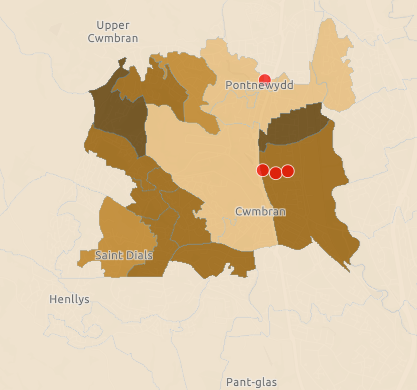 Upper
Cwmbran
Pontnewydd
Cwmbran
Saint Dials
Henllys
Pant-glas